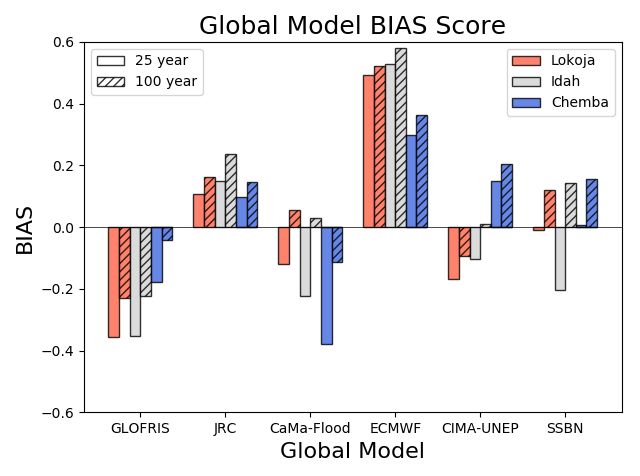 Global Model BIAS Score
25 year
100 year
Lokoja
Idah
Chemba
BIAS
0.6
0.4
0.2
0.0
−0.2
−0.4
−0.6
GLOFRIS JRC CaMa-Flood ECMWF CIMA-UNEP SSBN
Global Model